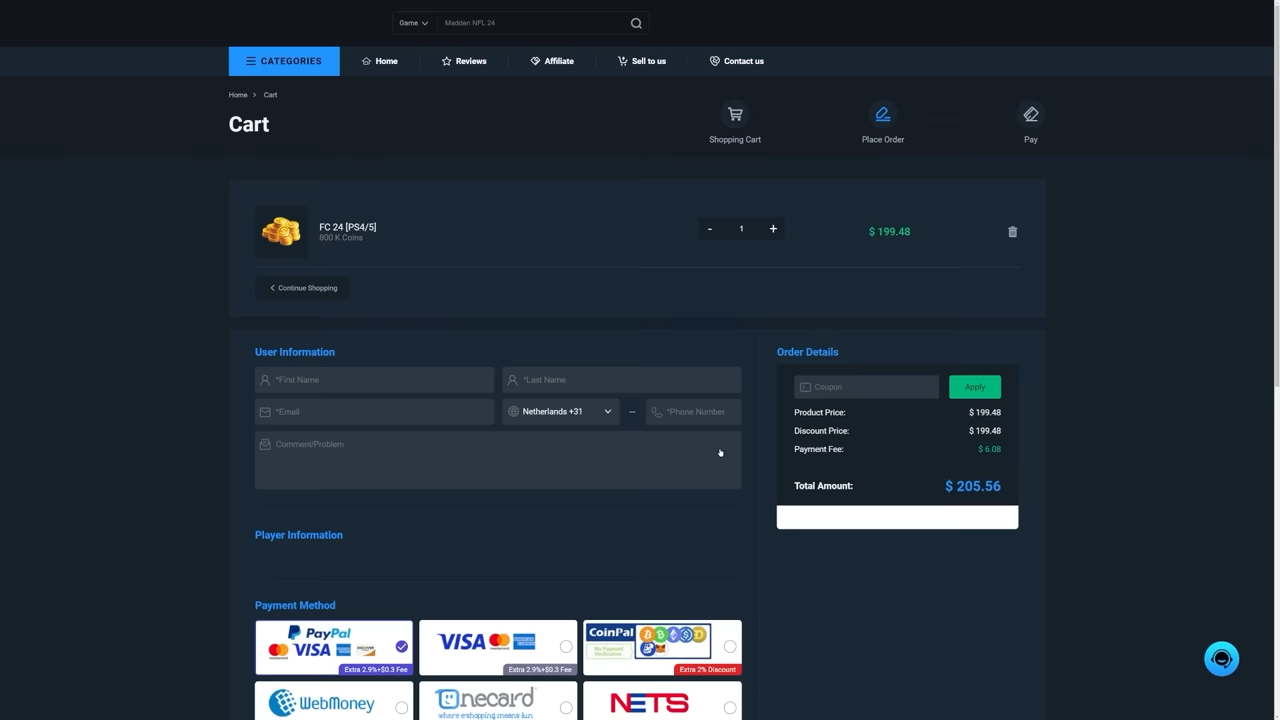 Game
Madden NFL 24
CATEGORIES
Home
Reviews
Affiliate
Sell to us
Contact us
Home > Cart
Cart
Shopping Cart
Place Order
Pay
FC 24 [PS4/5]
800 K Coins
- 1 +
$ 199.48
Continue Shopping
User Information
*First Name
*Last Name
*Email
Netherlands +31
*Phone Number
Comment/Problem
Order Details
Coupon
Apply
Product Price: $ 199.48
Discount Price: $ 199.48
Payment Fee: $ 6.08
Total Amount: $ 205.56
Player Information
Payment Method
PayPal
VISA
DISCOVER
Extra 2.9%+$0.3 Fee
VISA
Extra 2.9%+$0.3 Fee
CoinPal
No Payment
Verification
Extra 2% Discount
WebMoney
Onecard
where e-shopping means fun
NETS